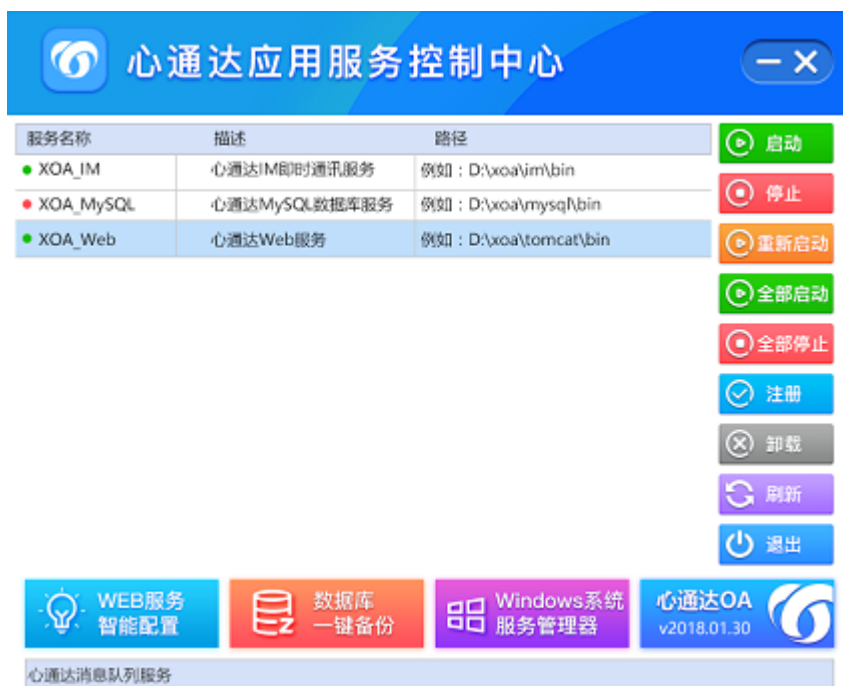 心通达应用服务控制中心
服务名称 描述 路径
XOA_IM 心通达IM即时通讯服务 例如：D:\xoa\im\bin
XOA_MySQL 心通达MySQL数据库服务 例如：D:\xoa\mysql\bin
XOA_Web 心通达Web服务 例如：D:\xoa\tomcat\bin
启动
停止
重新启动
全部启动
全部停止
注册
卸载
刷新
退出
WEB服务
智能配置
数据库
一键备份
Windows系统
服务管理器
心通达OA
v2018.01.30
心通达消息队列服务